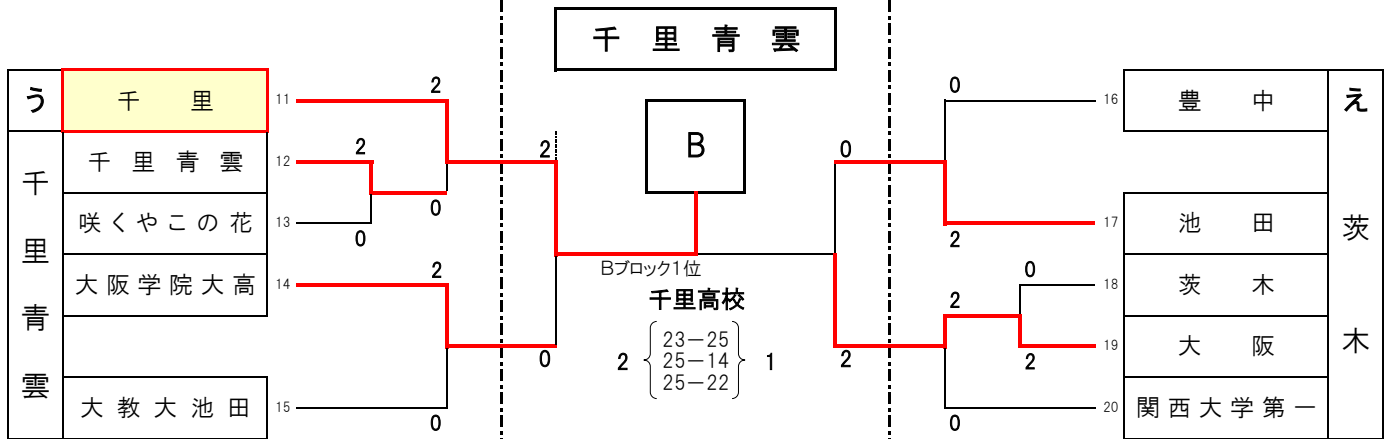 千里青雲
う
千里
11
2
0
16
豊中
え
B
千里青雲
千里青雲
12
2
2
0
咲くやこの花
13
0
0
2
17
池田
茨木
大阪学院大高
14
2
Bブロック1位
0
18
茨木
千里高校
2
23－25
25－14
25－22
1
0
2
2
2
19
大阪
大教大池田
15
0
0
20
関西大学第一